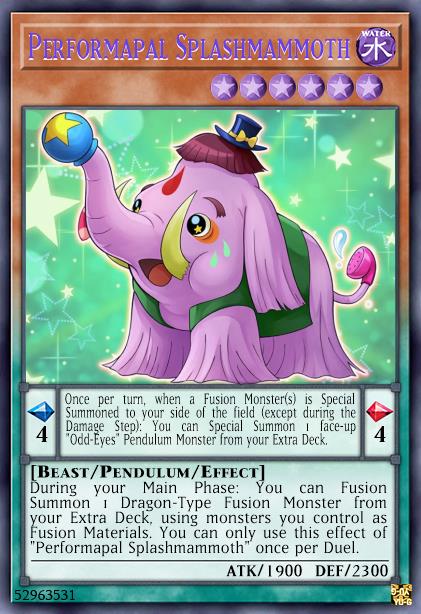 Performapal Splashmammoth
WATER
水
Once per turn, when a Fusion Monster(s) is Special
Summoned to your side of the field (except during the
Damage Step): You can Special Summon 1 face-up
"Odd-Eyes" Pendulum Monster from your Extra Deck.
4
4
[Beast/Pendulum/Effect]
During your Main Phase: You can Fusion
Summon 1 Dragon-Type Fusion Monster from
your Extra Deck, using monsters you control as
Fusion Materials. You can only use this effect of
"Performapal Splashmammoth" once per Duel.
ATK/1900 DEF/2300
52963531